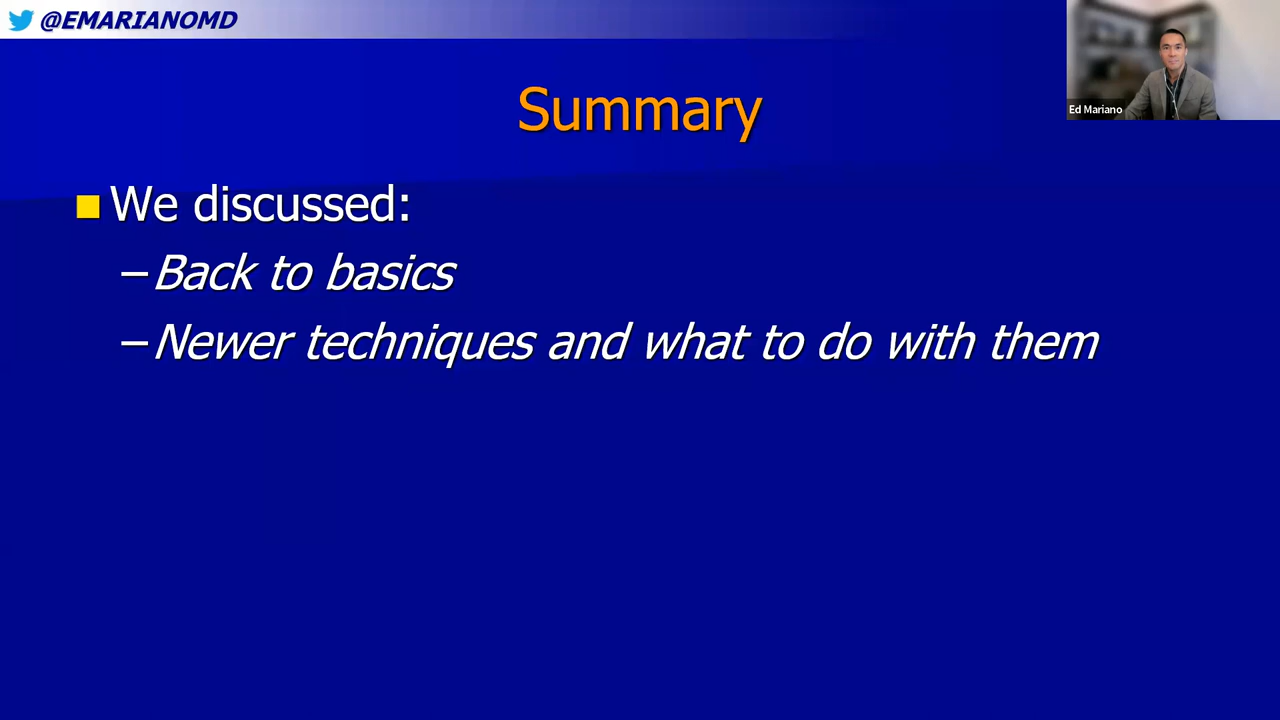 @EMARIANOMD
Ed Mariano
Summary
We discussed:
–Back to basics
–Newer techniques and what to do with them